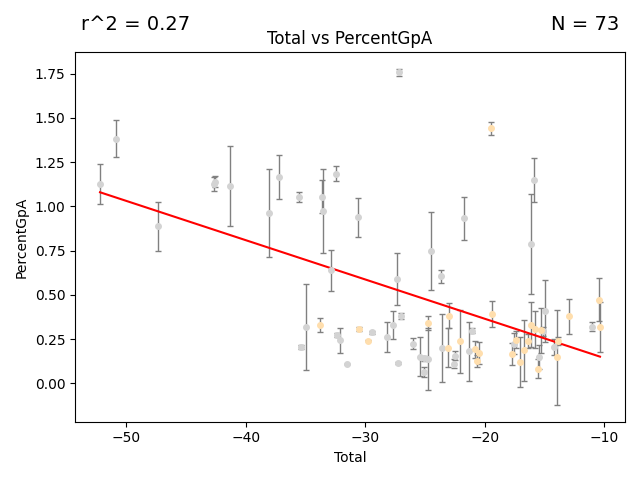 r^2 = 0.27
N = 73
Total vs PercentGpA
1.75
1.50
1.25
1.00
0.75
0.50
0.25
0.00
PercentGpA
−50
−40
−30
−20
−10
Total